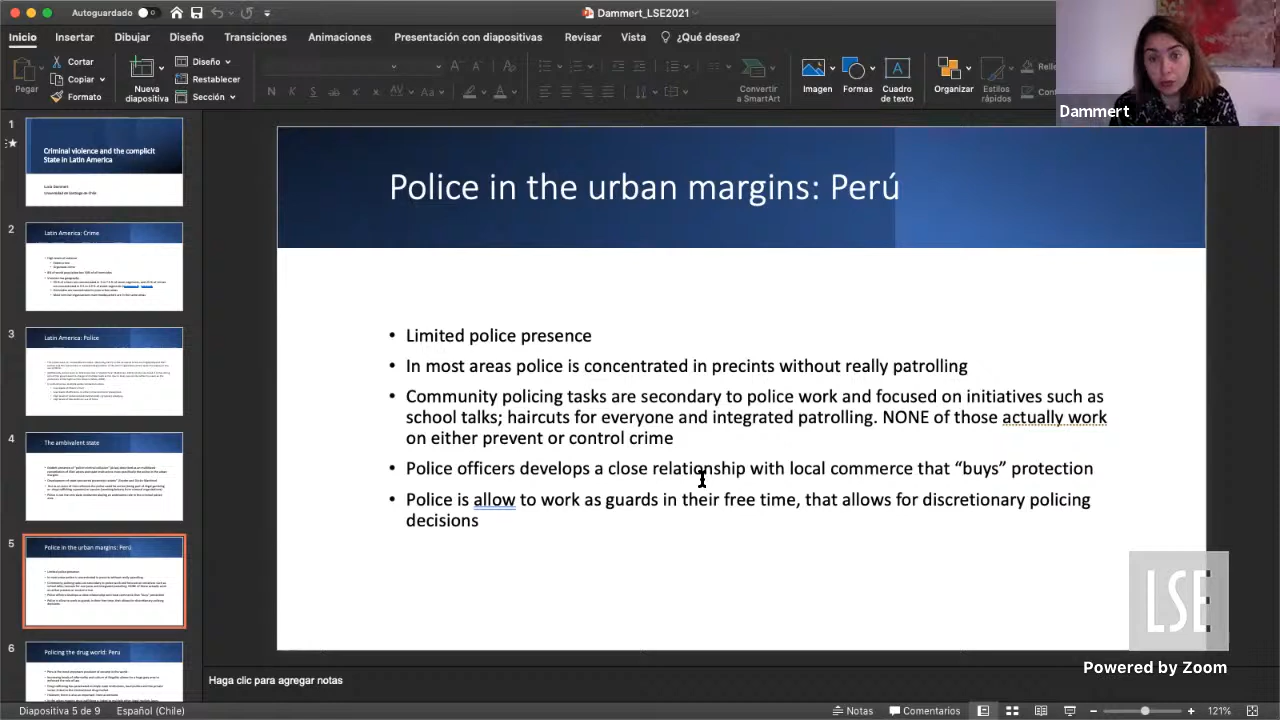 Autoguardado
Dammert_LSE2021
Inicio Insertar Dibujar Diseño Transiciones Animaciones Presentación con diapositivas Revisar Vista ¿Qué desea?
Pegar
Cortar
Copiar
Formato
Nueva
diapositiva
Diseño
Restablecer
Sección
Convertir
a SmartArt
Imagen
Formas
Cuadro
de texto
Organizar
Estilos
rápidos
Dammert
1
Criminal violence and the complicit
State in Latin America
2
Latin America: Crime
3
Latin America: Police
4
The ambivalent state
5
Police in the urban margins: Perú
6
Policing the drug world: Peru
Police in the urban margins: Perú
• Limited police presence
• In most areas police is concentrated in precints without really patrolling
• Community policing tasks are secondary to police work and focused on initiatives such as
school talks; haircuts for everyone and integrated patrolling. NONE of those actually work
on either prevent or control crime
• Police officers develops a close relationship with local commerce that “buys” protection
• Police is allow to work as guards in their free time, that allows for discretionary policing
decisions
LSE
Powered by Zoom
Haga clic para agregar notas
Diapositiva 5 de 9 Español (Chile) Notas Comentarios 121%